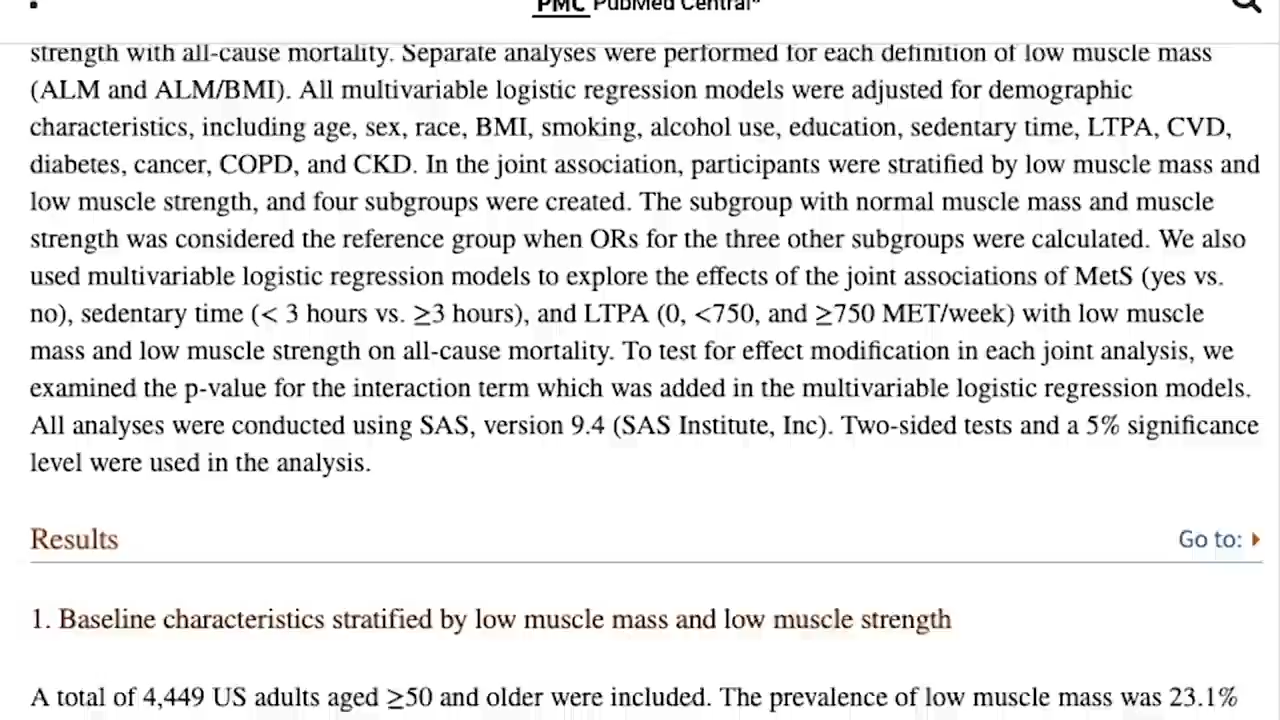 PMC PubMed Central®
strength with all-cause mortality. Separate analyses were performed for each definition of low muscle mass
(ALM and ALM/BMI). All multivariable logistic regression models were adjusted for demographic
characteristics, including age, sex, race, BMI, smoking, alcohol use, education, sedentary time, LTPA, CVD,
diabetes, cancer, COPD, and CKD. In the joint association, participants were stratified by low muscle mass and
low muscle strength, and four subgroups were created. The subgroup with normal muscle mass and muscle
strength was considered the reference group when ORs for the three other subgroups were calculated. We also
used multivariable logistic regression models to explore the effects of the joint associations of MetS (yes vs.
no), sedentary time (< 3 hours vs. ≥3 hours), and LTPA (0, <750, and ≥750 MET/week) with low muscle
mass and low muscle strength on all-cause mortality. To test for effect modification in each joint analysis, we
examined the p-value for the interaction term which was added in the multivariable logistic regression models.
All analyses were conducted using SAS, version 9.4 (SAS Institute, Inc). Two-sided tests and a 5% significance
level were used in the analysis.
Results Go to:
1. Baseline characteristics stratified by low muscle mass and low muscle strength
A total of 4,449 US adults aged ≥50 and older were included. The prevalence of low muscle mass was 23.1%